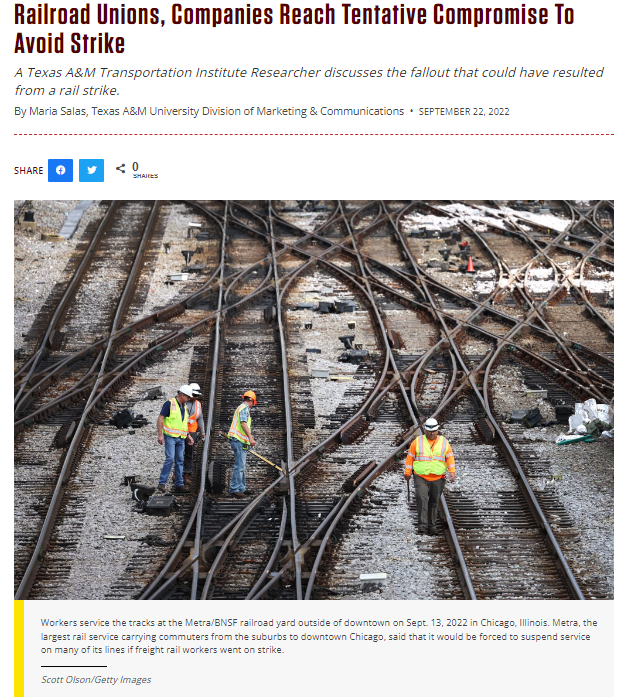 Railroad Unions, Companies Reach Tentative Compromise To
Avoid Strike
A Texas A&M Transportation Institute Researcher discusses the fallout that could have resulted
from a rail strike.
By Maria Salas, Texas A&M University Division of Marketing & Communications • SEPTEMBER 22, 2022
SHARE
0
SHARES
Workers service the tracks at the Metra/BNSF railroad yard outside of downtown on Sept. 13, 2022 in Chicago, Illinois. Metra, the
largest rail service carrying commuters from the suburbs to downtown Chicago, said that it would be forced to suspend service
on many of its lines if freight rail workers went on strike.
Scott Olson/Getty Images